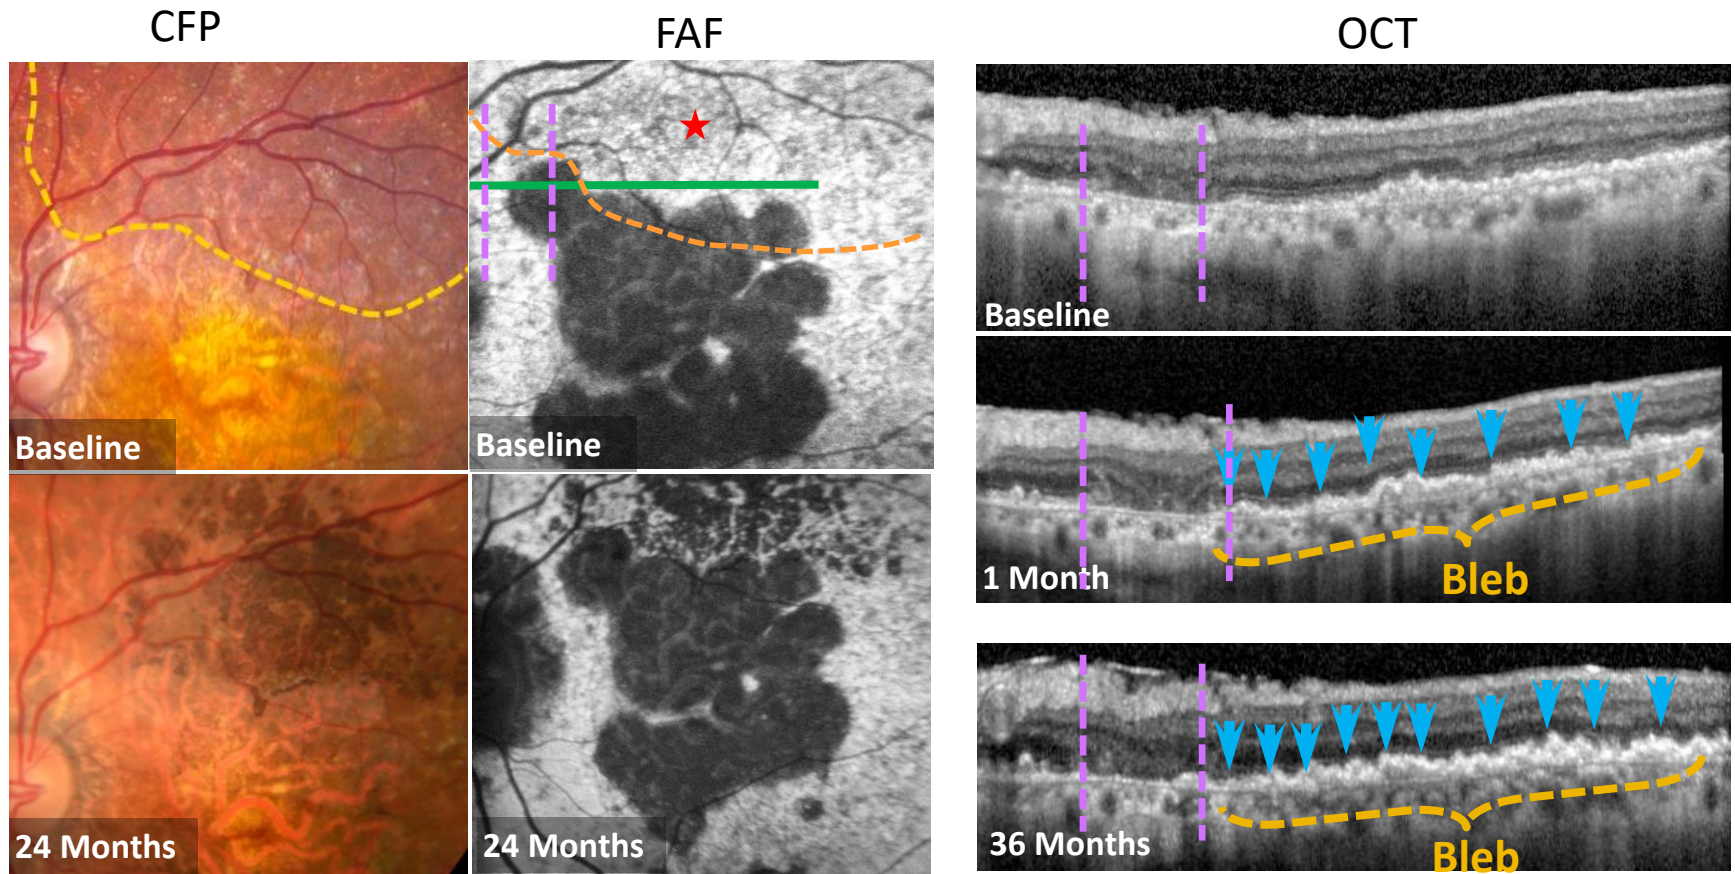 CFP
FAF
OCT
Baseline
Baseline
Baseline
1 Month
Bleb
24 Months
24 Months
36 Months
Bleb